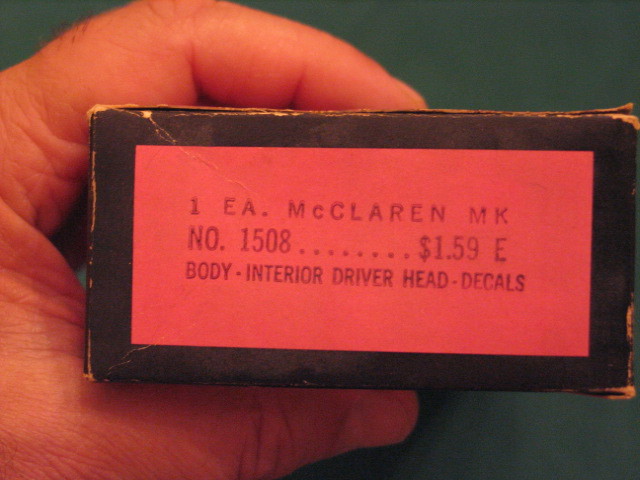 1 EA. McCLAREN MK
NO. 1508........$1.59 E
BODY-INTERIOR DRIVER HEAD-DECALS